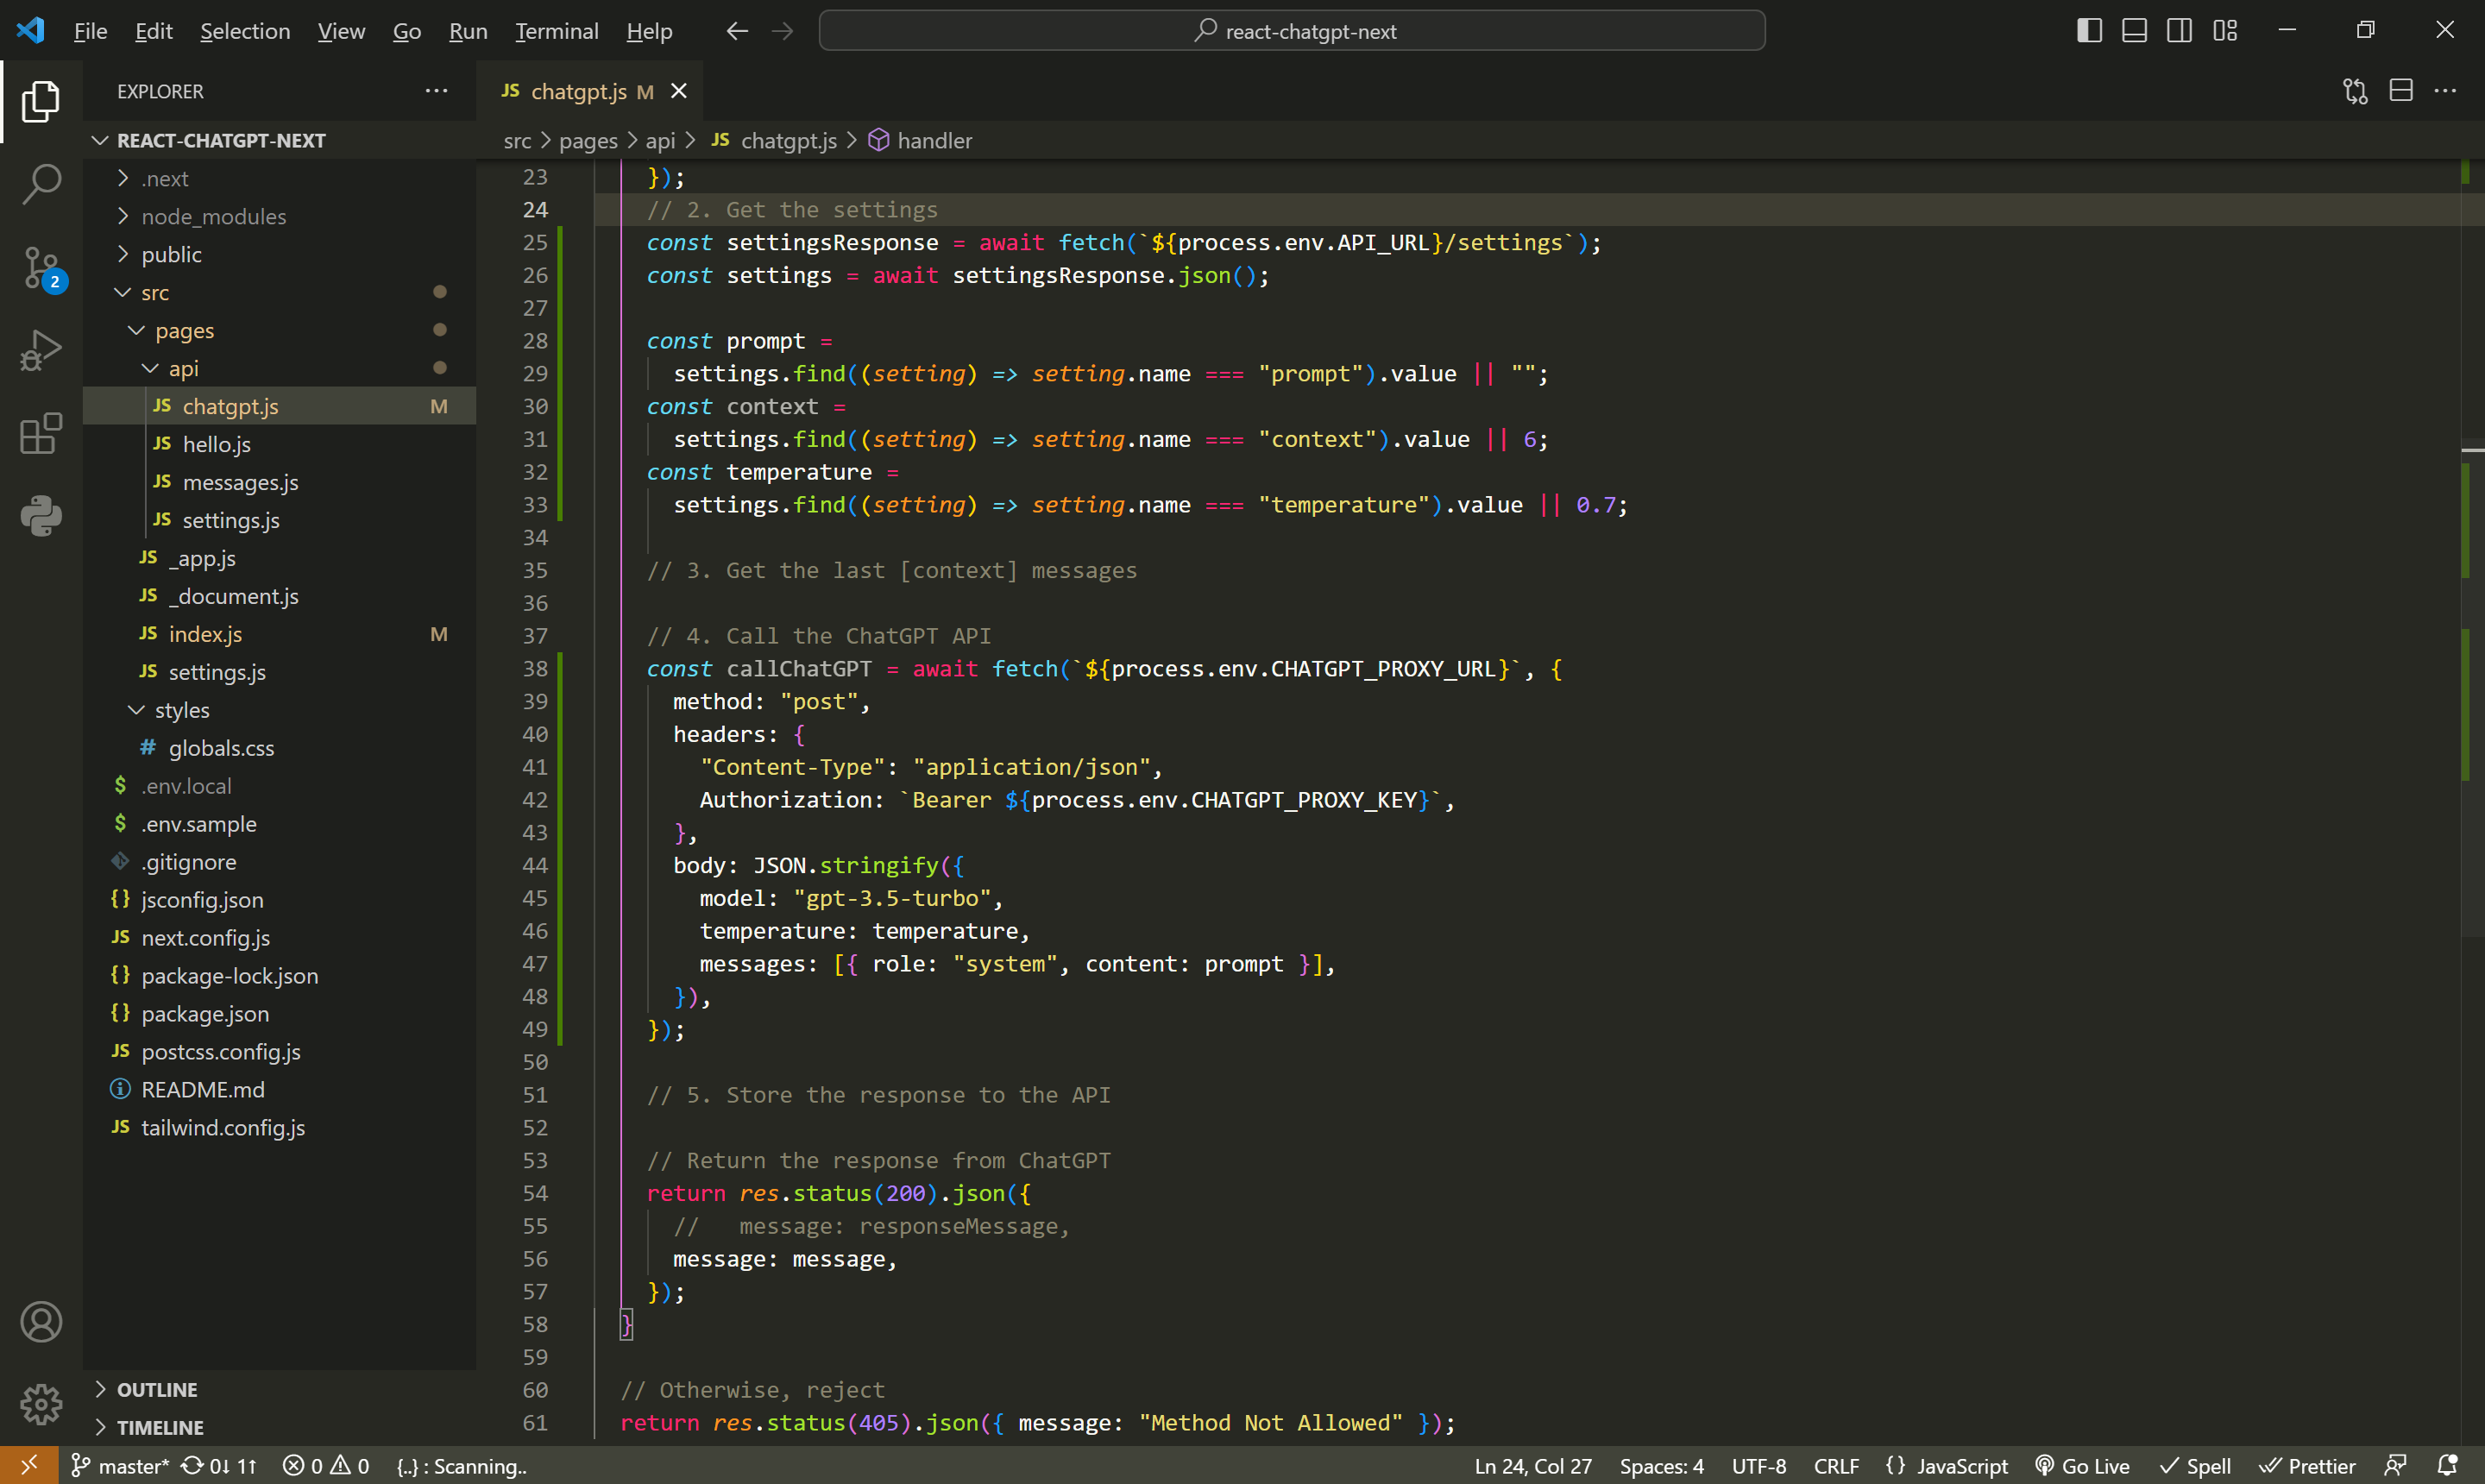 File Edit Selection View Go Run Terminal Help
react-chatgpt-next
EXPLORER
JS chatgpt.js M
REACT-CHATGPT-NEXT
src > pages > api > JS chatgpt.js > handler
.next
node_modules
public
src
pages
api
JS chatgpt.js M
JS hello.js
JS messages.js
JS settings.js
JS _app.js
JS _document.js
JS index.js M
JS settings.js
styles
# globals.css
$ .env.local
$ .env.sample
.gitignore
{} jsconfig.json
JS next.config.js
{} package-lock.json
{} package.json
JS postcss.config.js
README.md
JS tailwind.config.js
OUTLINE
TIMELINE
2
23 });
24 // 2. Get the settings
25 const settingsResponse = await fetch(`${process.env.API_URL}/settings`);
26 const settings = await settingsResponse.json();
27
28 const prompt =
29 settings.find((setting) => setting.name === "prompt").value || "";
30 const context =
31 settings.find((setting) => setting.name === "context").value || 6;
32 const temperature =
33 settings.find((setting) => setting.name === "temperature").value || 0.7;
34
35 // 3. Get the last [context] messages
36
37 // 4. Call the ChatGPT API
38 const callChatGPT = await fetch(`${process.env.CHATGPT_PROXY_URL}`, {
39 method: "post",
40 headers: {
41 "Content-Type": "application/json",
42 Authorization: `Bearer ${process.env.CHATGPT_PROXY_KEY}`,
43 },
44 body: JSON.stringify({
45 model: "gpt-3.5-turbo",
46 temperature: temperature,
47 messages: [{ role: "system", content: prompt }],
48 }),
49 });
50
51 // 5. Store the response to the API
52
53 // Return the response from ChatGPT
54 return res.status(200).json({
55 //   message: responseMessage,
56 message: message,
57 });
58 }
59
60 // Otherwise, reject
61 return res.status(405).json({ message: "Method Not Allowed" });
master* 0↓ 1↑ 0 0 {..} : Scanning.. Ln 24, Col 27 Spaces: 4 UTF-8 CRLF {} JavaScript Go Live Spell Prettier